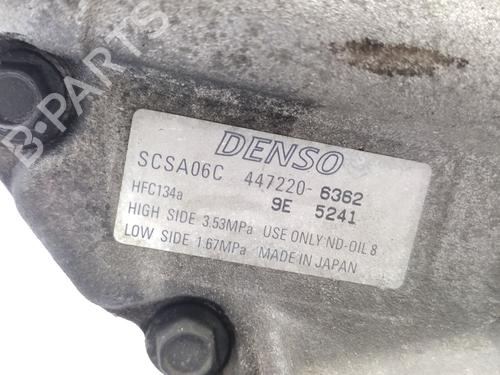 B-PARTS
DENSO
SCSA06C 447220-6362
HFC134a 9E 5241
HIGH SIDE 3.53MPa USE ONLY ND-OIL 8
LOW SIDE 1.67MPa MADE IN JAPAN